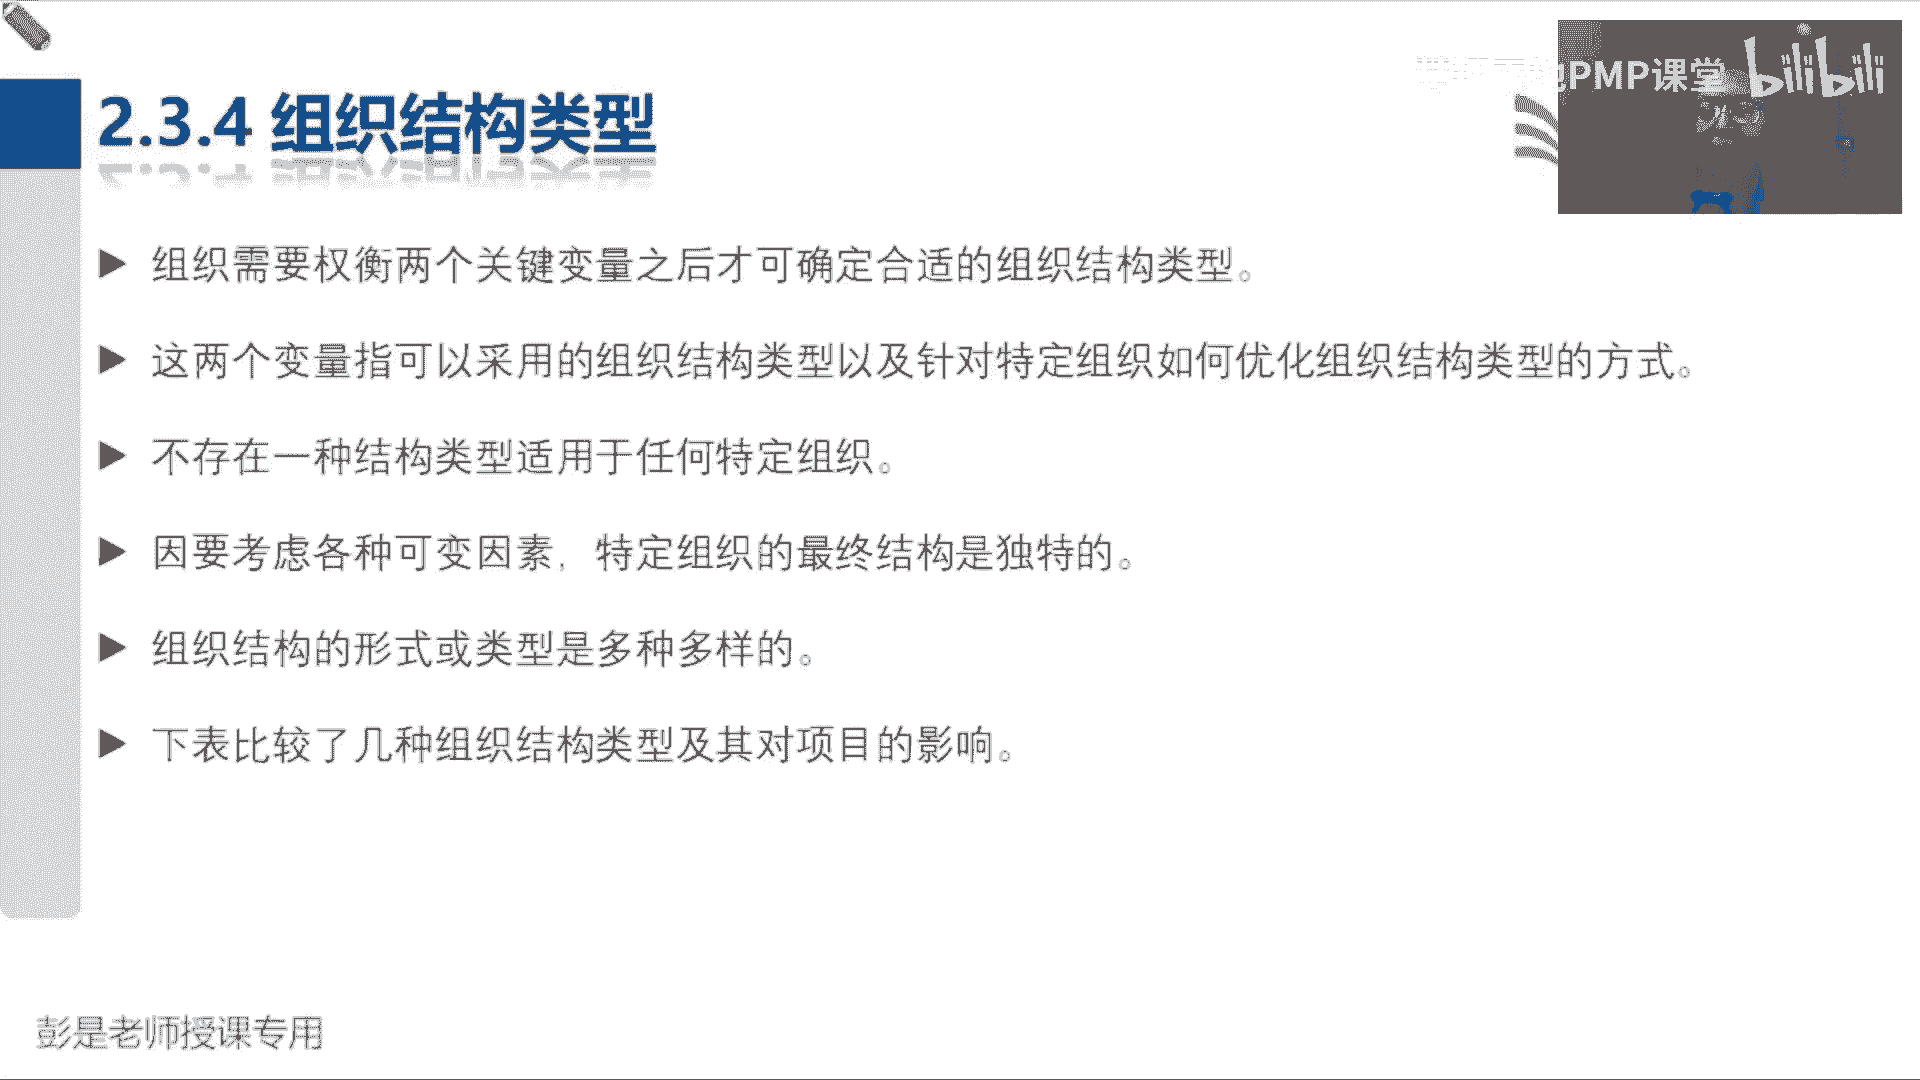 PMP课堂 bilibili
2.3.4 组织结构类型
组织需要权衡两个关键变量之后才可确定合适的组织结构类型。
这两个变量指可以采用的组织结构类型以及针对特定组织如何优化组织结构类型的方式。
不存在一种结构类型适用于任何特定组织。
因要考虑各种可变因素，特定组织的最终结构是独特的。
组织结构的形式或类型是多种多样的。
下表比较了几种组织结构类型及其对项目的影响。
彭是老师授课专用